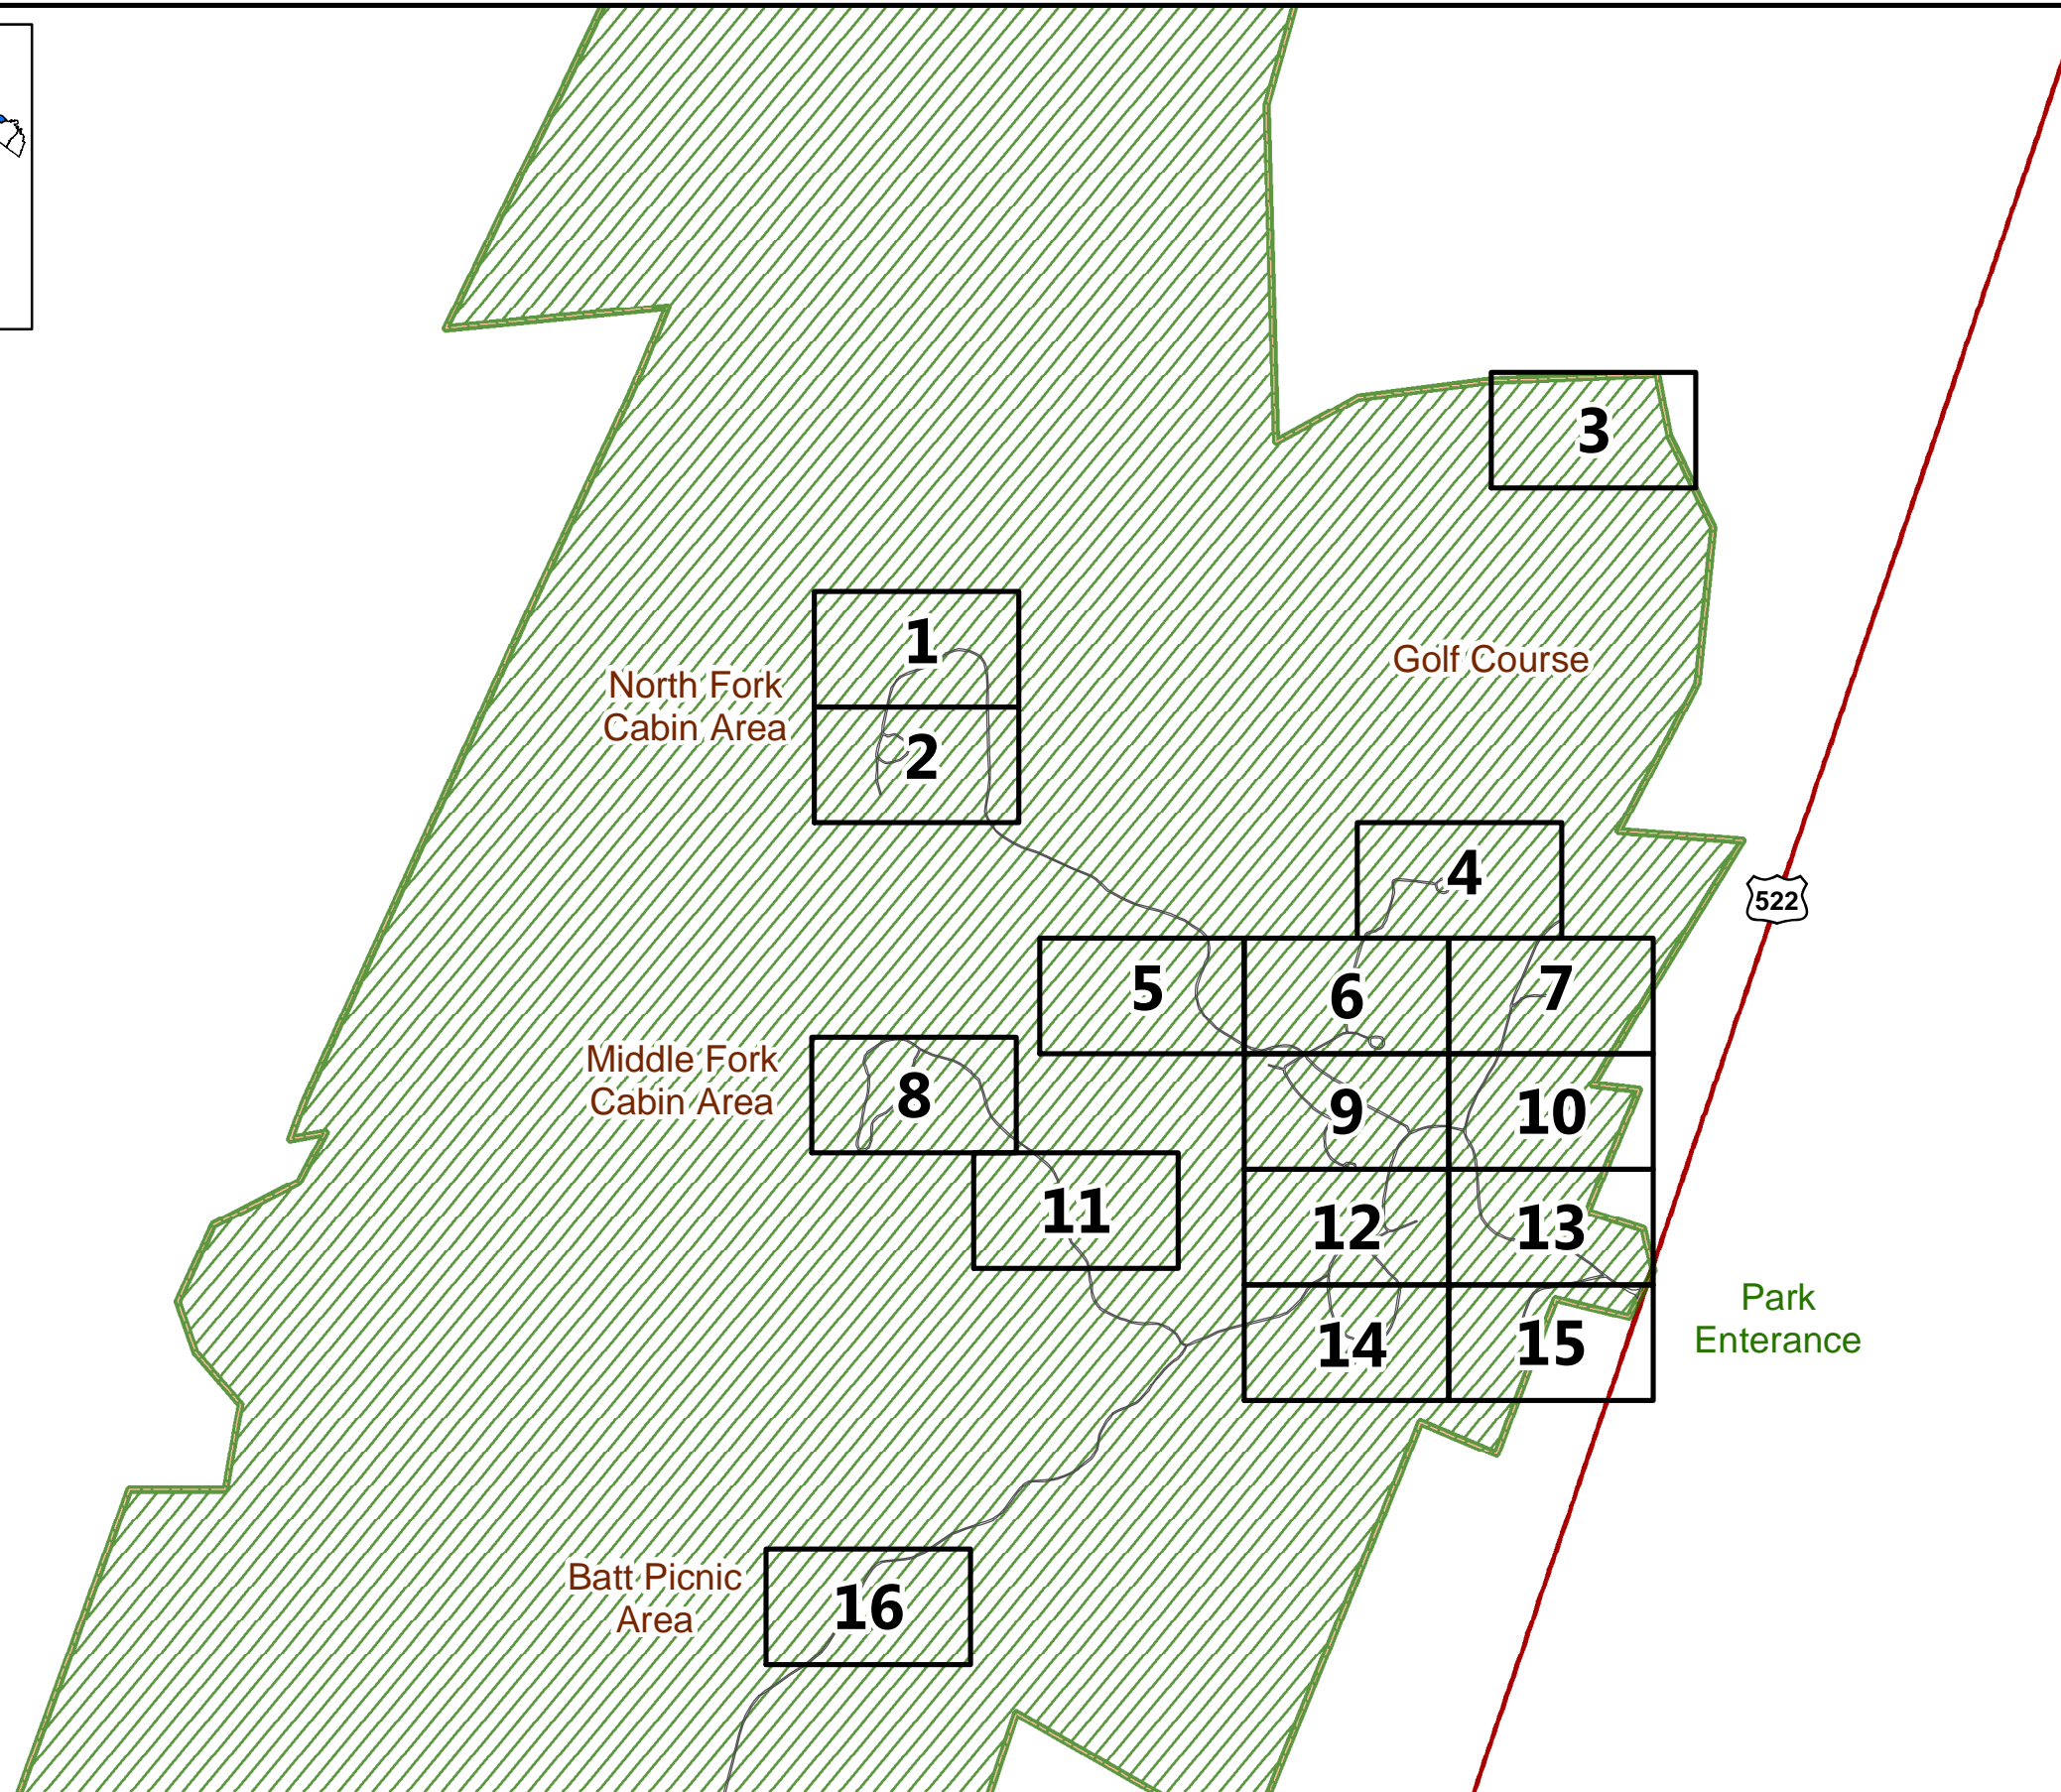 3
1
Golf Course
North Fork
Cabin Area
2
4
522
5
6
7
Middle Fork
Cabin Area
8
9
10
11
12
13
Park
Enterance
14
15
Batt Picnic
Area
16